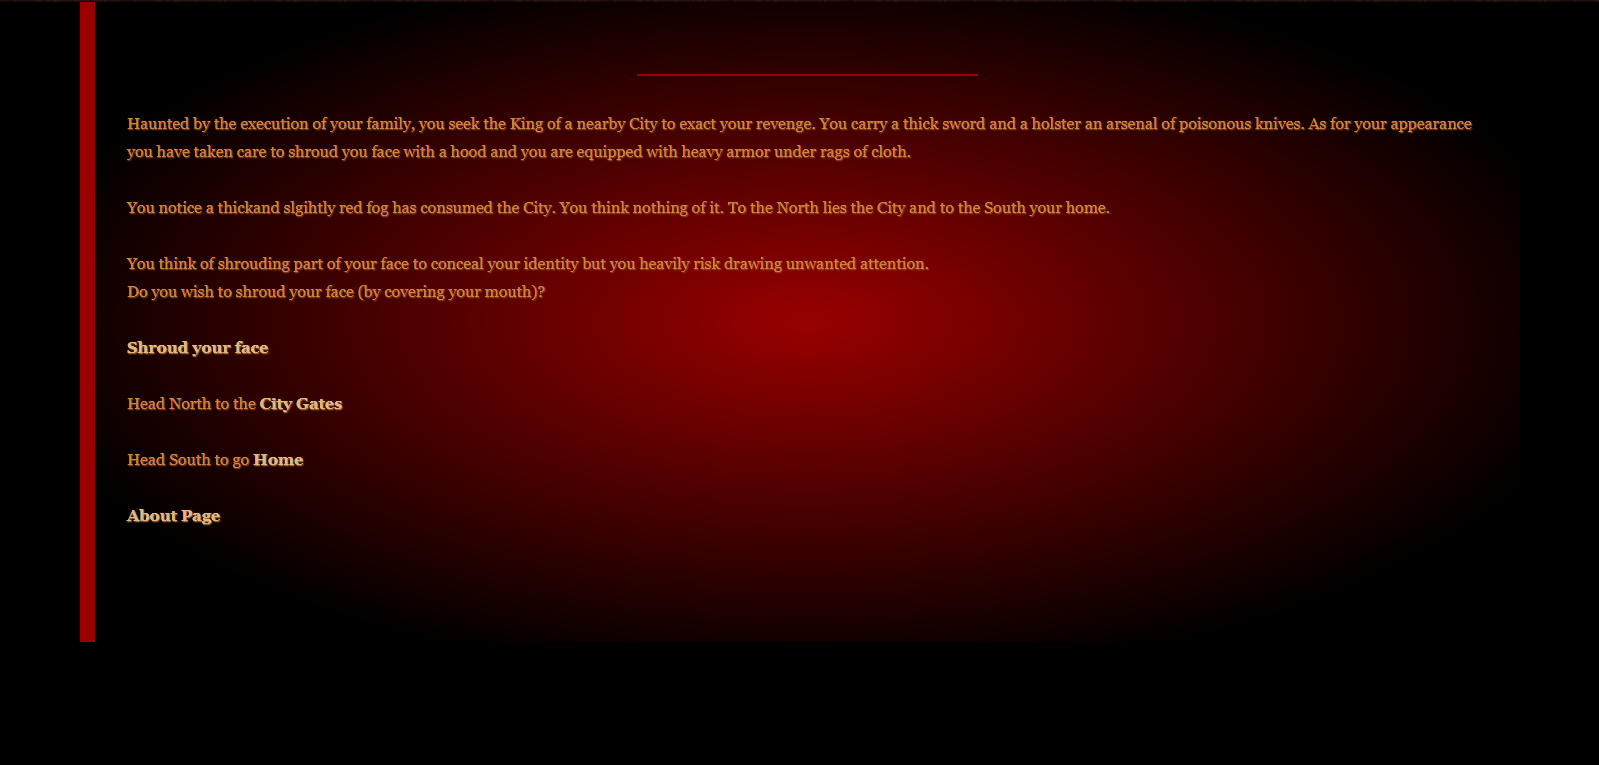 Haunted by the execution of your family, you seek the King of a nearby City to exact your revenge. You carry a thick sword and a holster an arsenal of poisonous knives. As for your appearance
you have taken care to shroud you face with a hood and you are equipped with heavy armor under rags of cloth.
You notice a thickand slgihtly red fog has consumed the City. You think nothing of it. To the North lies the City and to the South your home.
You think of shrouding part of your face to conceal your identity but you heavily risk drawing unwanted attention.
Do you wish to shroud your face (by covering your mouth)?
Shroud your face
Head North to the City Gates
Head South to go Home
About Page